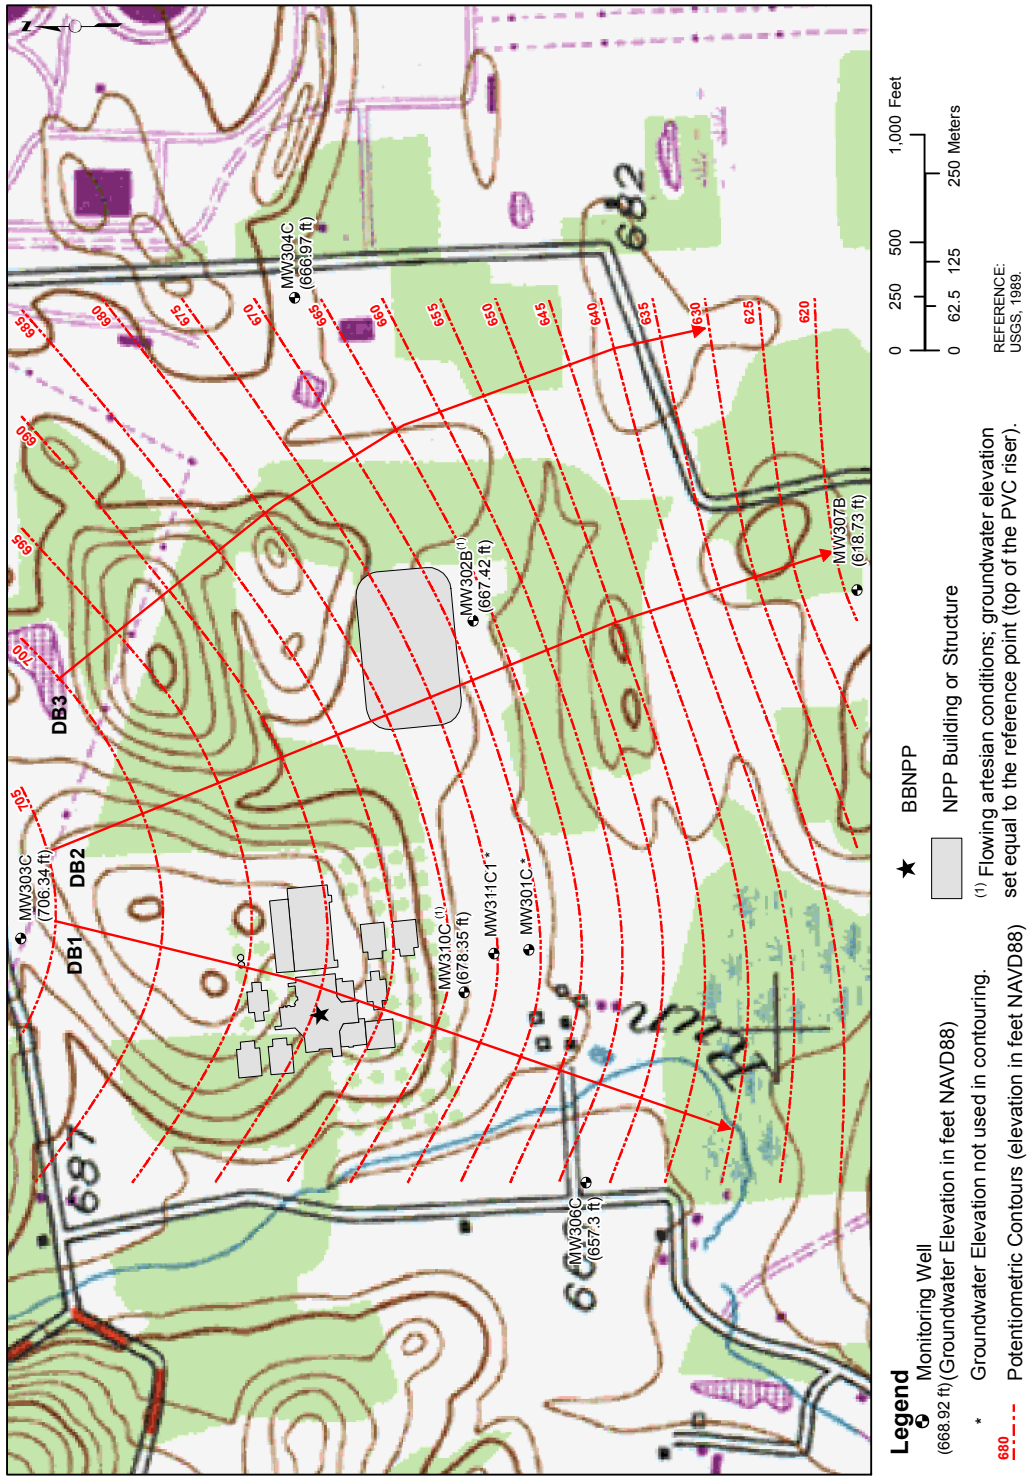 N
MW303C
(706.34 ft)
DB1
DB2
DB3
MW304C
(666.97 ft)
MW302B(1)
(667.42 ft)
MW310C (1)
(678.35 ft)
MW311C1*
MW301C *
MW306C
(657.3 ft)
MW307B
(618.73 ft)
705
700
695
690
685
680
675
670
665
660
655
650
645
640
635
630
625
620
687
682
Run
Legend
Monitoring Well
(668.92 ft) (Groundwater Elevation in feet NAVD88)
* Groundwater Elevation not used in contouring.
680 Potentiometric Contours (elevation in feet NAVD88)
BBNPP
NPP Building or Structure
(1) Flowing artesian conditions; groundwater elevation
set equal to the reference point (top of the PVC riser).
0 250 500 1,000 Feet
0 62.5 125 250 Meters
REFERENCE:
USGS, 1989.